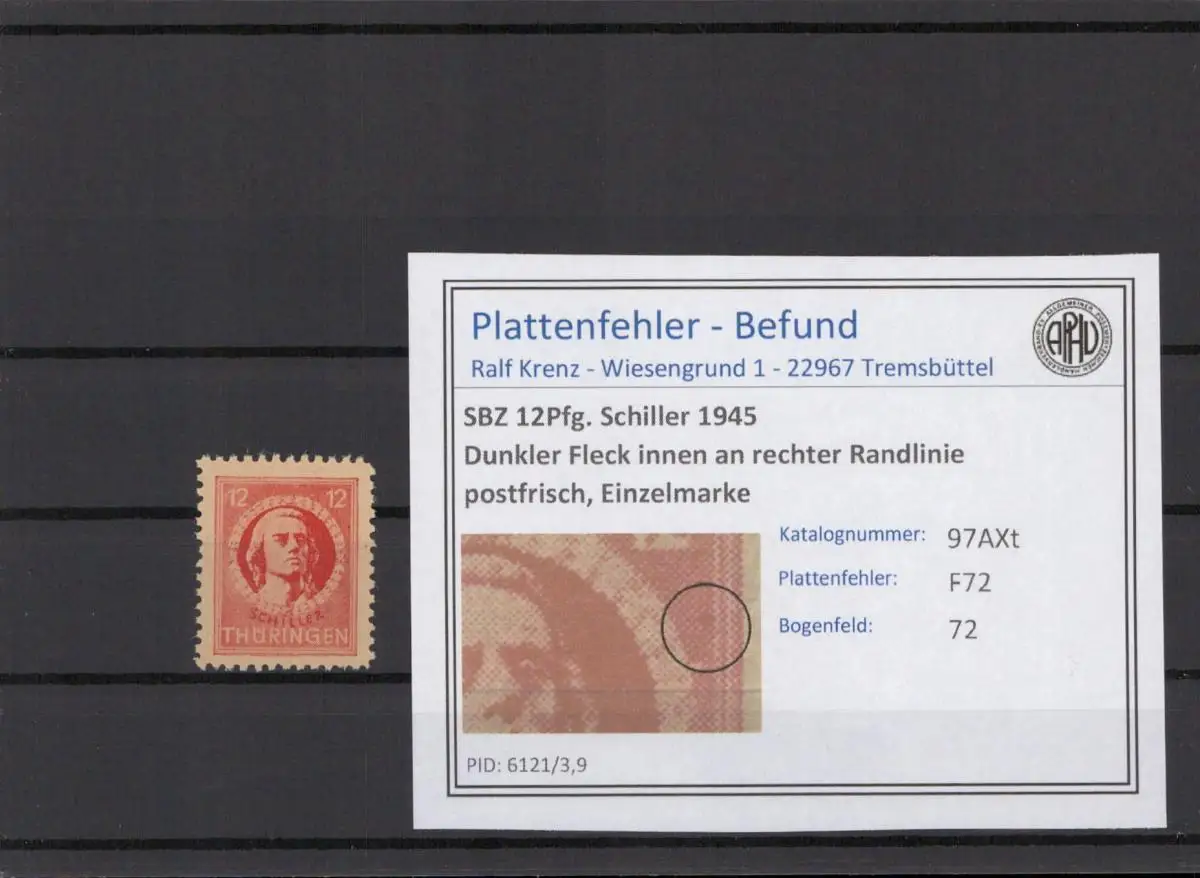 12 12
SCHILLER
THÜRINGEN
Plattenfehler - Befund
Ralf Krenz - Wiesengrund 1 - 22967 Tremsbüttel
APHV
SBZ 12Pfg. Schiller 1945
Dunkler Fleck innen an rechter Randlinie
postfrisch, Einzelmarke
Katalognummer: 97AXt
Plattenfehler: F72
Bogenfeld: 72
PID: 6121/3,9